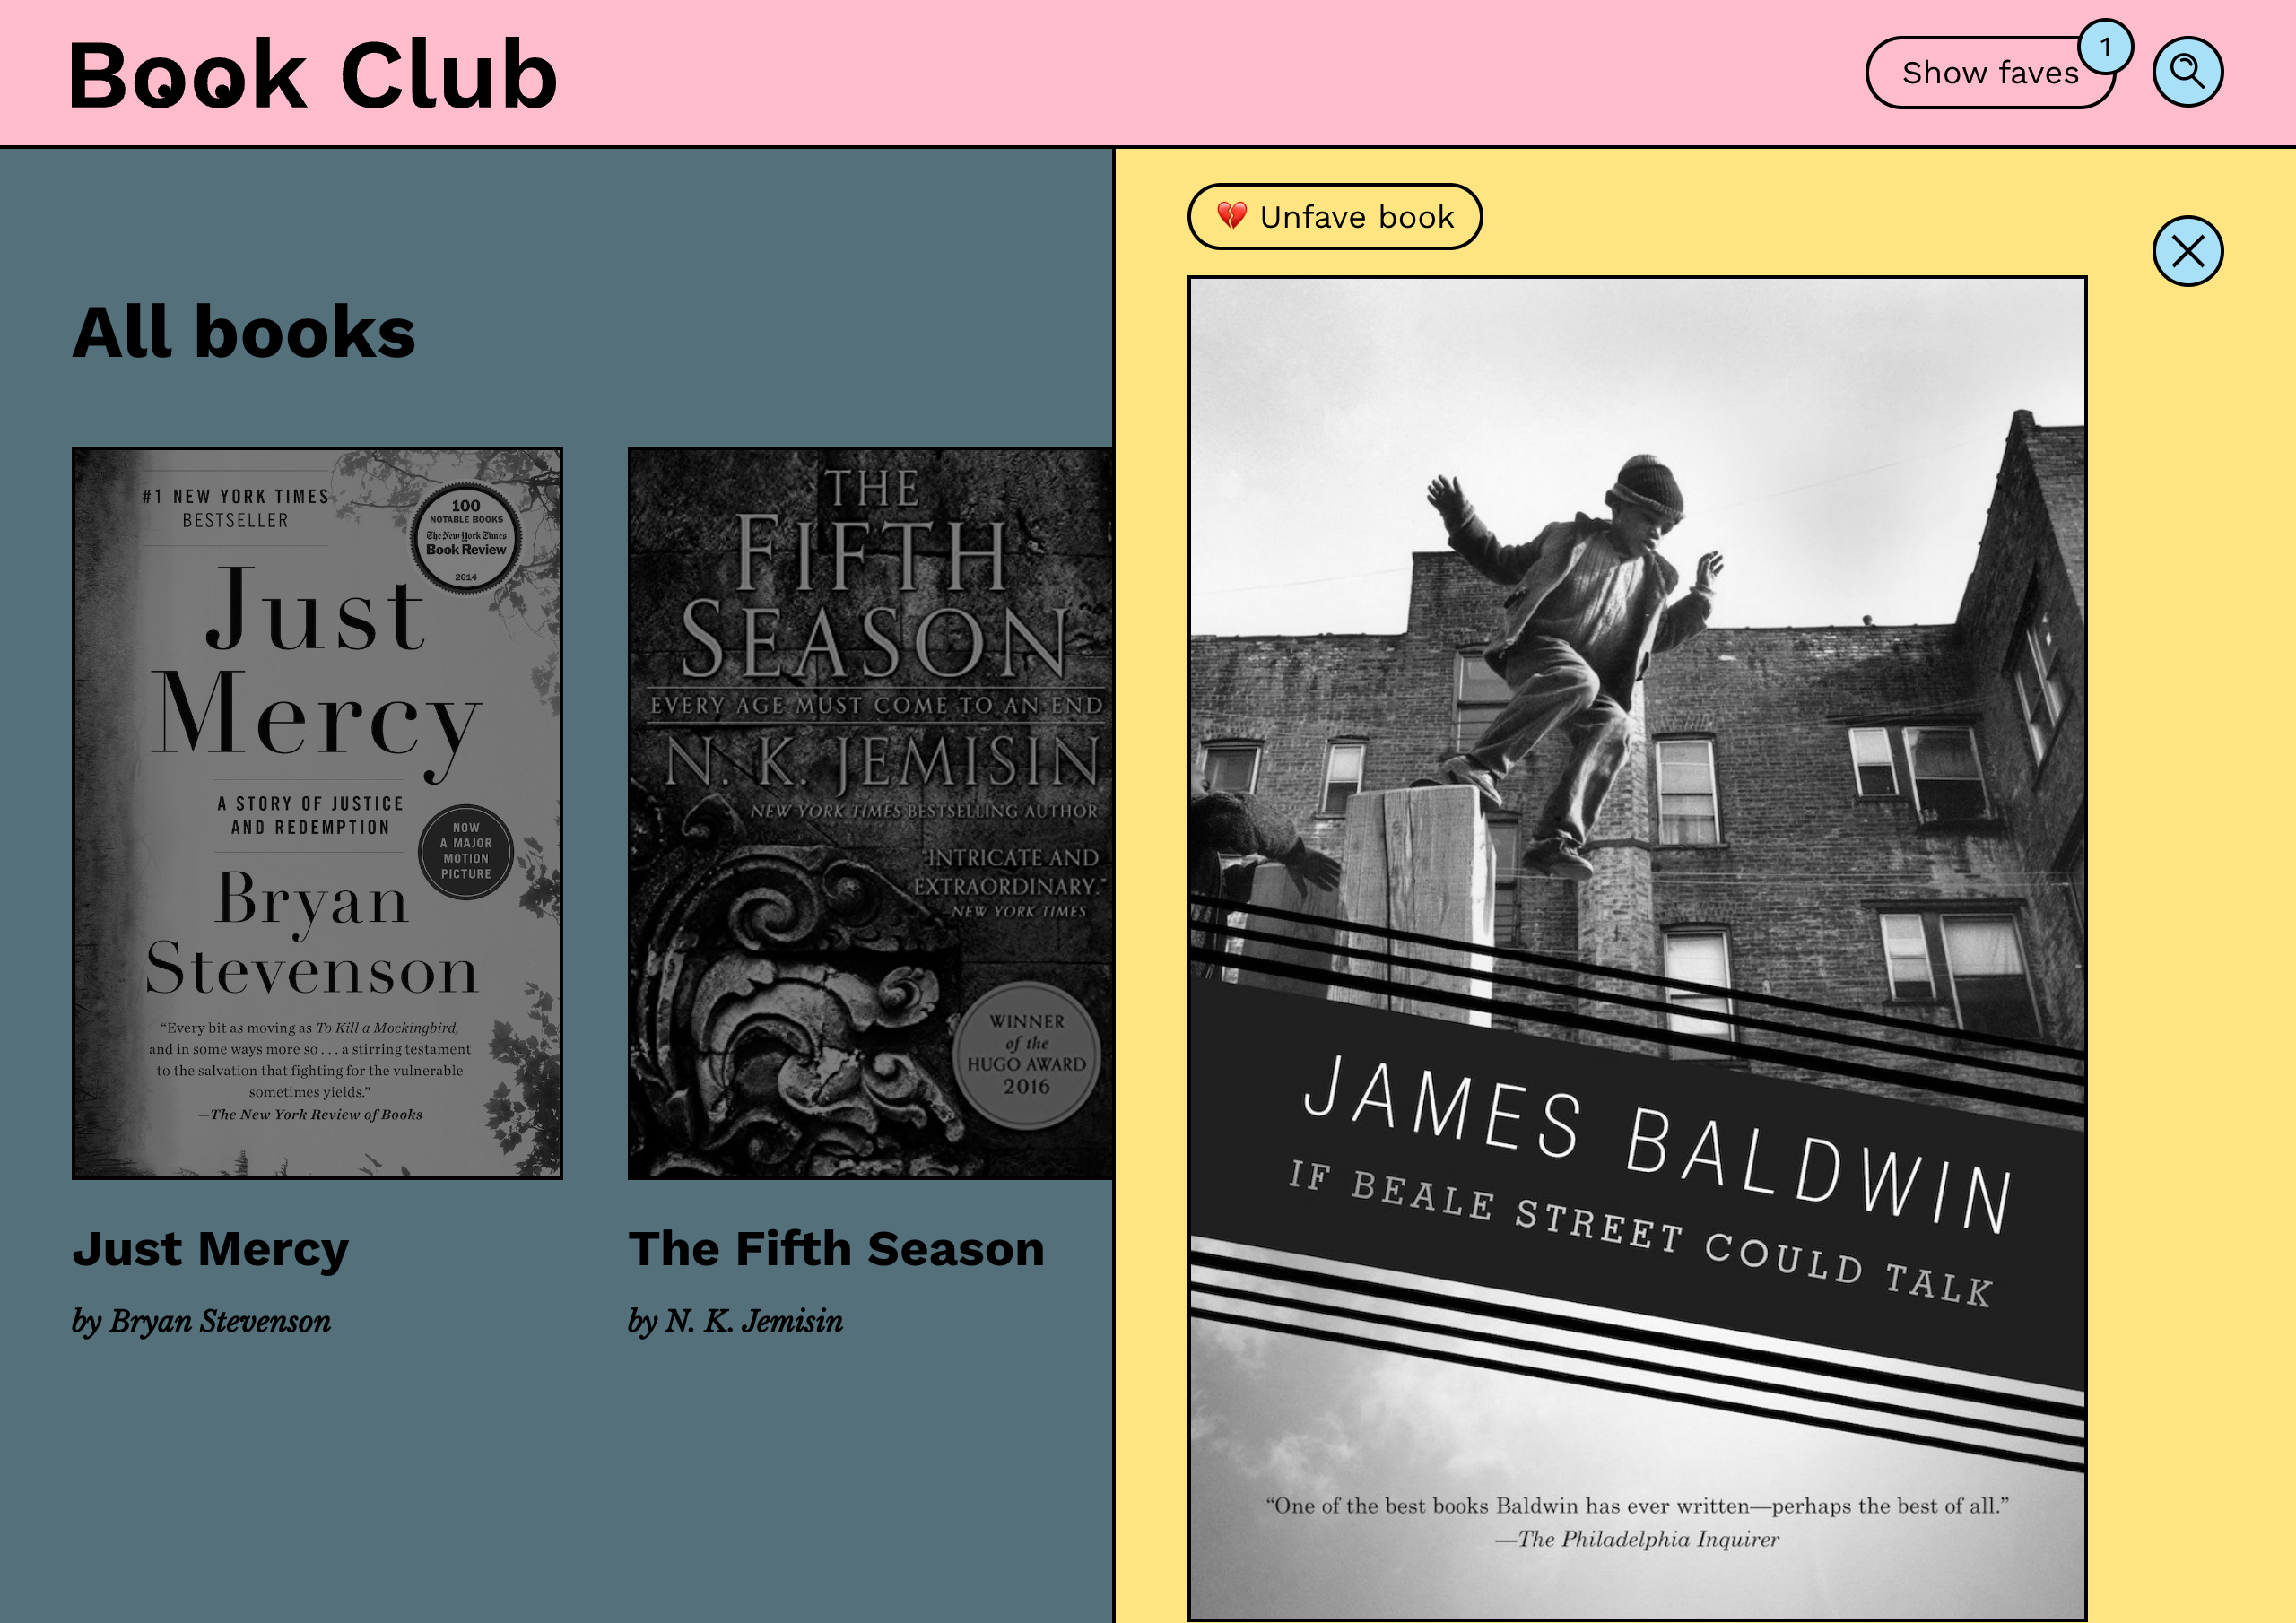 Book Club
Show faves
1
All books
#1 NEW YORK TIMES
BESTSELLER
100
NOTABLE BOOKS
The New York Times
Book Review
2014
Just
Mercy
A STORY OF JUSTICE
AND REDEMPTION
NOW
A MAJOR
MOTION
PICTURE
Bryan
Stevenson
“Every bit as moving as To Kill a Mockingbird,
and in some ways more so . . . a stirring testament
to the salvation that fighting for the vulnerable
sometimes yields.”
—The New York Review of Books
Just Mercy
by Bryan Stevenson
THE
FIFTH
SEASON
EVERY AGE MUST COME TO AN END
N. K. JEMISIN
NEW YORK TIMES BESTSELLING AUTHOR
"INTRICATE AND
EXTRAORDINARY."
–NEW YORK TIMES
WINNER
of the
HUGO AWARD
2016
The Fifth Season
by N. K. Jemisin
💔 Unfave book
JAMES BALDWIN
IF BEALE STREET COULD TALK
“One of the best books Baldwin has ever written—perhaps the best of all.”
—The Philadelphia Inquirer